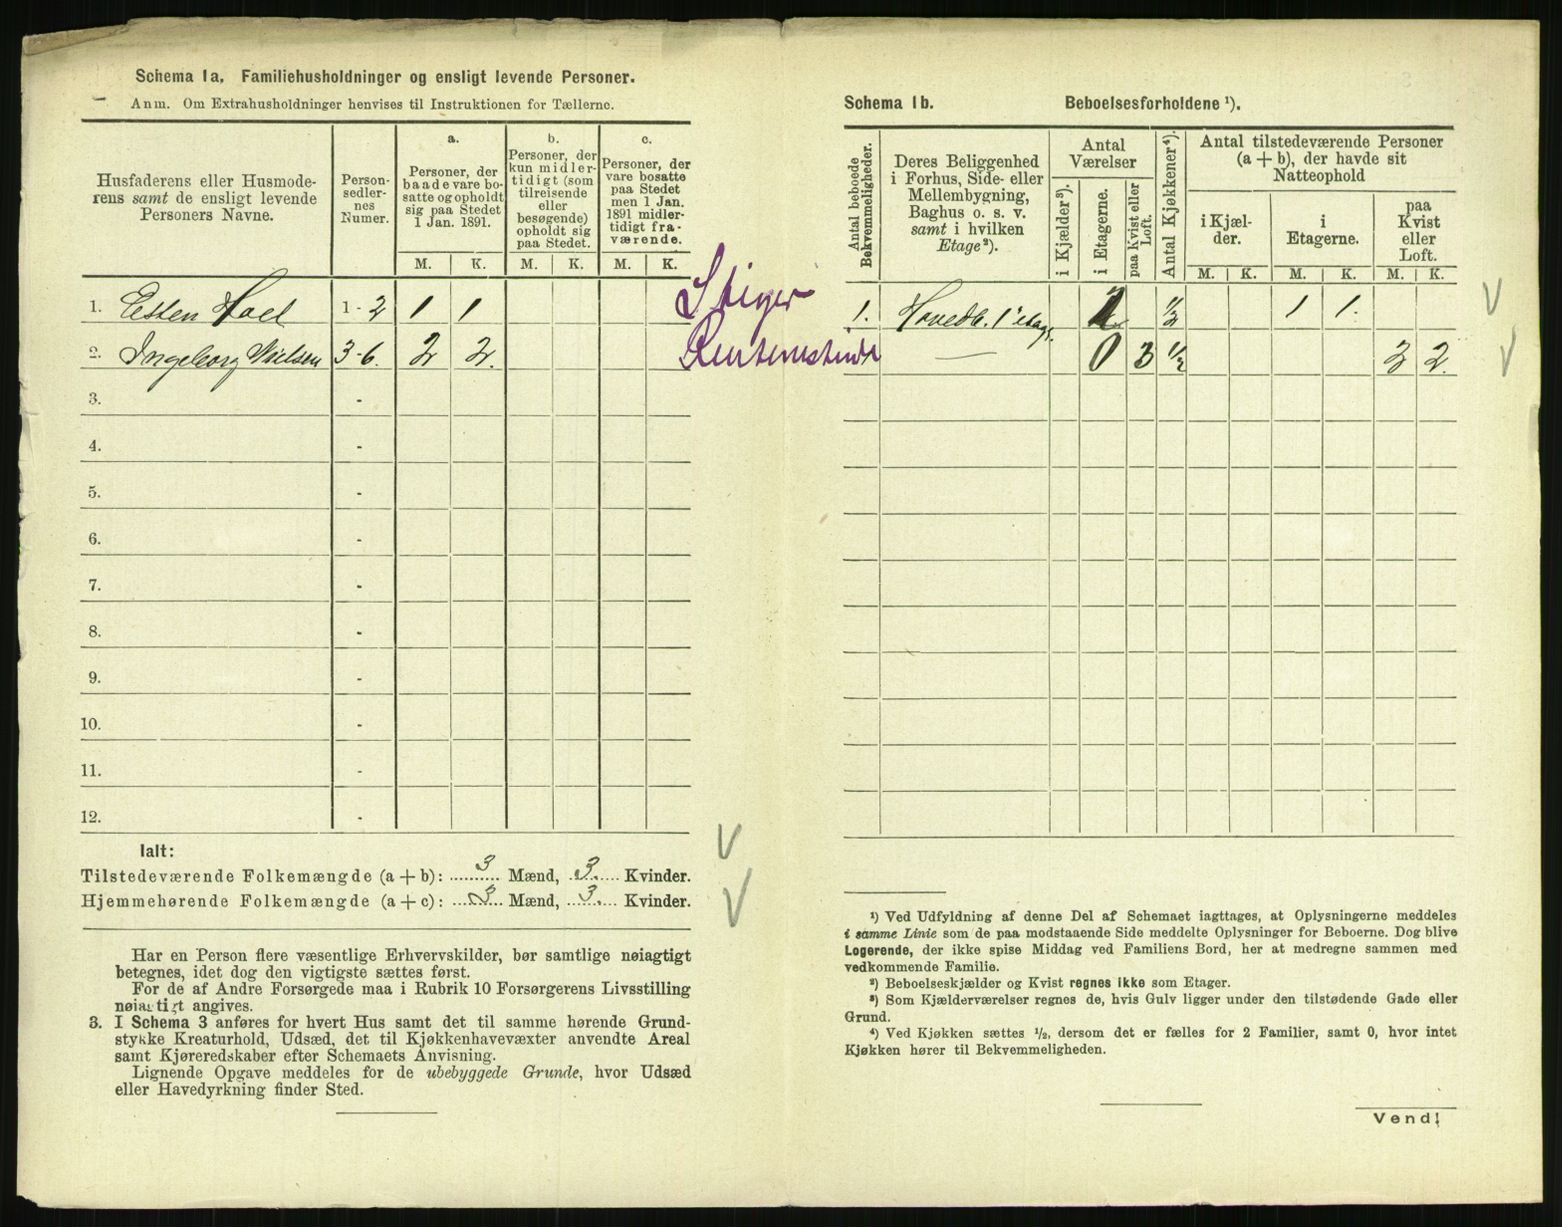 Schema 1a. Familiehusholdninger og ensligt levende Personer.
Anm. Om Extrahusholdninger henvises til Instruktionen for Tællerne.
Husfaderens eller Husmoderens samt de ensligt levende Personers Navne.
Personsedlernes Numer.
a. Personer, der baade vare bosatte og opholdt sig paa Stedet 1 Jan. 1891.
b. Personer, der kun midlertidigt (som tilreisende eller besøgende) opholdt sig paa Stedet.
c. Personer, der vare bosatte paa Stedet men 1 Jan. 1891 midlertidigt fraværende.
M. K. M. K. M. K.
1. Esten Hoel 1-2 1 1 Stiger
2. Ingeborg Nielsen 3-6. 2 2. Renteneistende
3. -
4. -
5. -
6. -
7. -
8. -
9. -
10. -
11. -
12. -
Ialt:
Tilstedeværende Folkemængde (a + b): 3 Mænd, 3. Kvinder.
Hjemmehørende Folkemængde (a + c): 3 Mænd, 3. Kvinder.
Har en Person flere væsentlige Erhvervskilder, bør samtlige nøiagtigt
betegnes, idet dog den vigtigste sættes først.
For de af Andre Forsørgede maa i Rubrik 10 Forsørgerens Livsstilling
nøiagtigt angives.
3. I Schema 3 anføres for hvert Hus samt det til samme hørende Grund-
stykke Kreaturhold, Udsæd, det til Kjøkkenhavevæxter anvendte Areal
samt Kjøreredskaber efter Schemaets Anvisning.
Lignende Opgave meddeles for de ubebyggede Grunde, hvor Udsæd
eller Havedyrkning finder Sted.
Schema 1b. Beboelsesforholdene ¹).
Antal beboede Bekvemmeligheder.
Deres Beliggenhed i Forhus, Side- eller Mellembygning, Baghus o. s. v. samt i hvilken Etage²).
Antal Værelser
i Kjælder³).
i Etagerne.
paa Kvist eller Loft.
Antal Kjøkkener⁴).
Antal tilstedeværende Personer (a + b), der havde sit Natteophold
i Kjælder.
i Etagerne.
paa Kvist eller Loft.
M. K. M. K. M. K.
1. Hovedb. 1ᵉ etage. 2 ½ 1 1.
— 0 3 ½ 2 2.
¹) Ved Udfyldning af denne Del af Schemaet iagttages, at Oplysningerne meddeles
i samme Linie som de paa modstaaende Side meddelte Oplysninger for Beboerne. Dog blive
Logerende, der ikke spise Middag ved Familiens Bord, her at medregne sammen med
vedkommende Familie.
²) Beboelseskjælder og Kvist regnes ikke som Etager.
³) Som Kjælderværelser regnes de, hvis Gulv ligger under den tilstødende Gade eller
Grund.
⁴) Ved Kjøkken sættes ½, dersom det er fælles for 2 Familier, samt 0, hvor intet
Kjøkken hører til Bekvemmeligheden.
Vend!